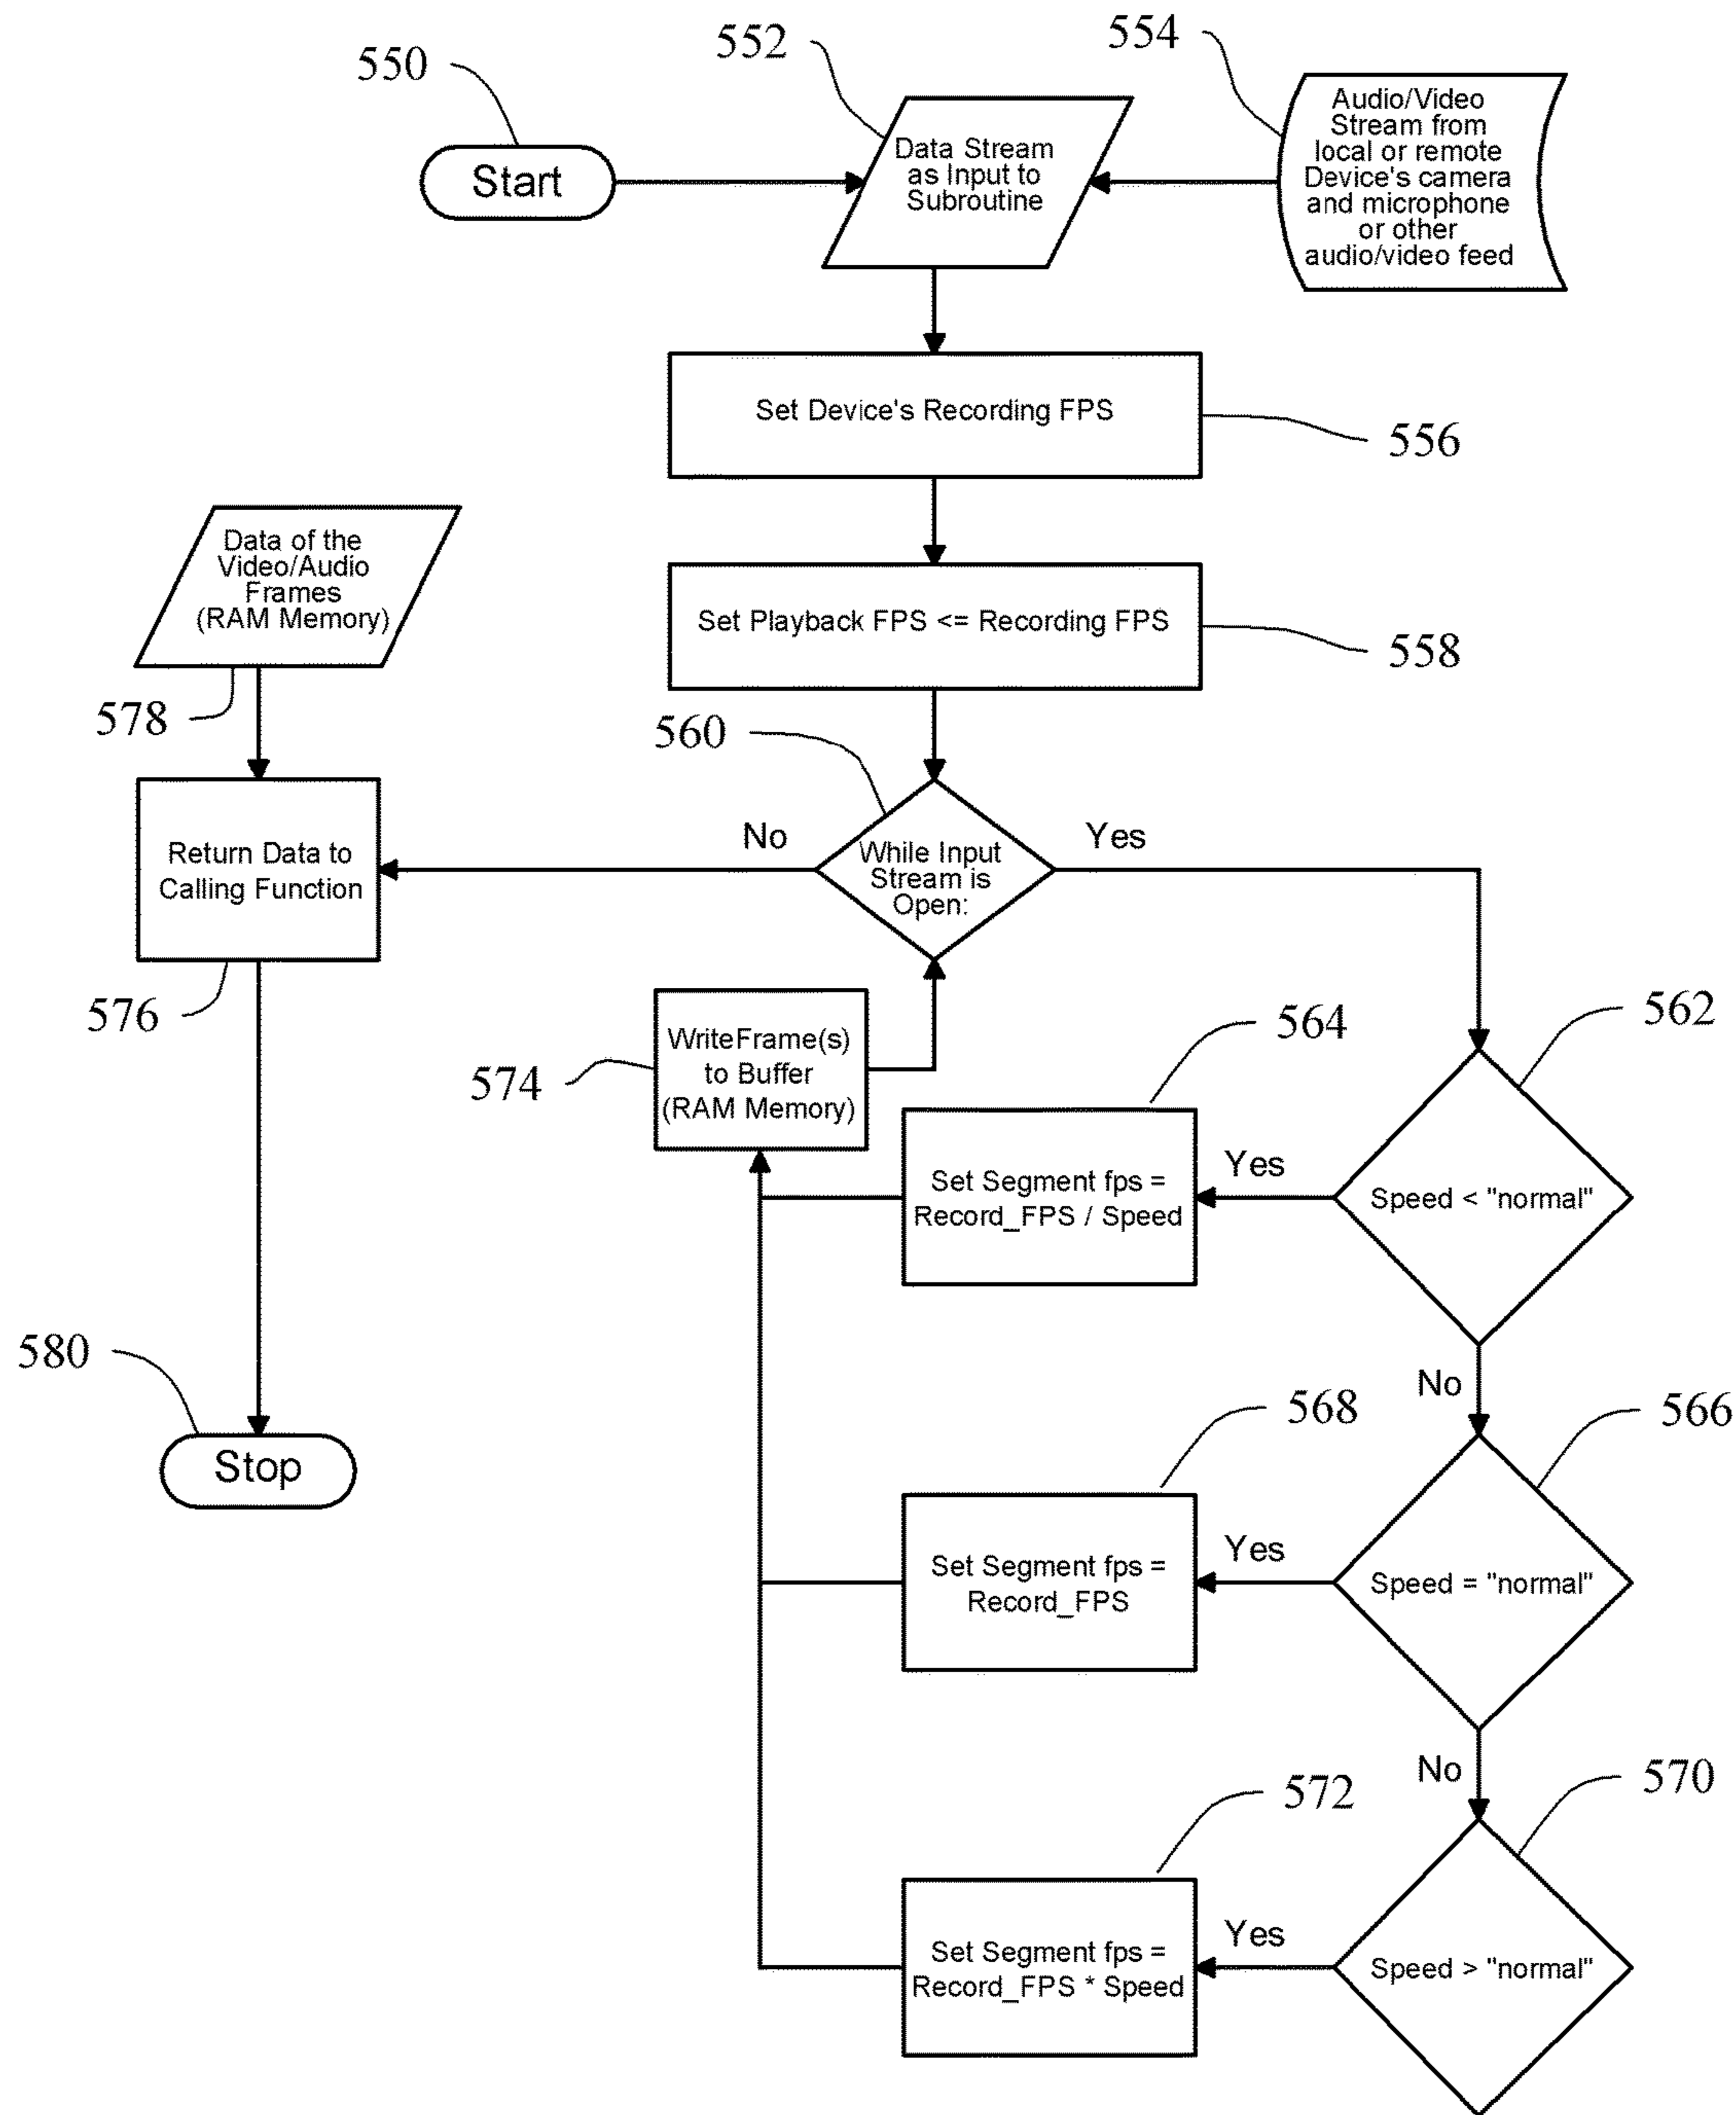 550
552
554
Start
Data Stream
as Input to
Subroutine
Audio/Video
Stream from
local or remote
Device's camera
and microphone
or other
audio/video feed
Set Device's Recording FPS
556
Data of the
Video/Audio
Frames
(RAM Memory)
578
Set Playback FPS <= Recording FPS
558
560
No
Yes
While Input
Stream is
Open:
Return Data to
Calling Function
576
WriteFrame(s)
to Buffer
(RAM Memory)
574
564
562
Set Segment fps =
Record_FPS / Speed
Yes
Speed < "normal"
No
580
Stop
568
566
Set Segment fps =
Record_FPS
Yes
Speed = "normal"
No
572
570
Set Segment fps =
Record_FPS * Speed
Yes
Speed > "normal"